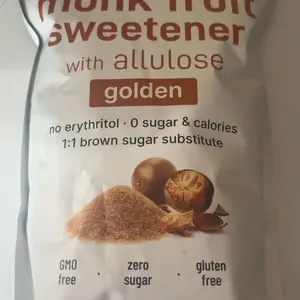 monk fruit
sweetener
with allulose
golden
no erythritol · 0 sugar & calories
1:1 brown sugar substitute
GMO
free
· zero
sugar
· gluten
free